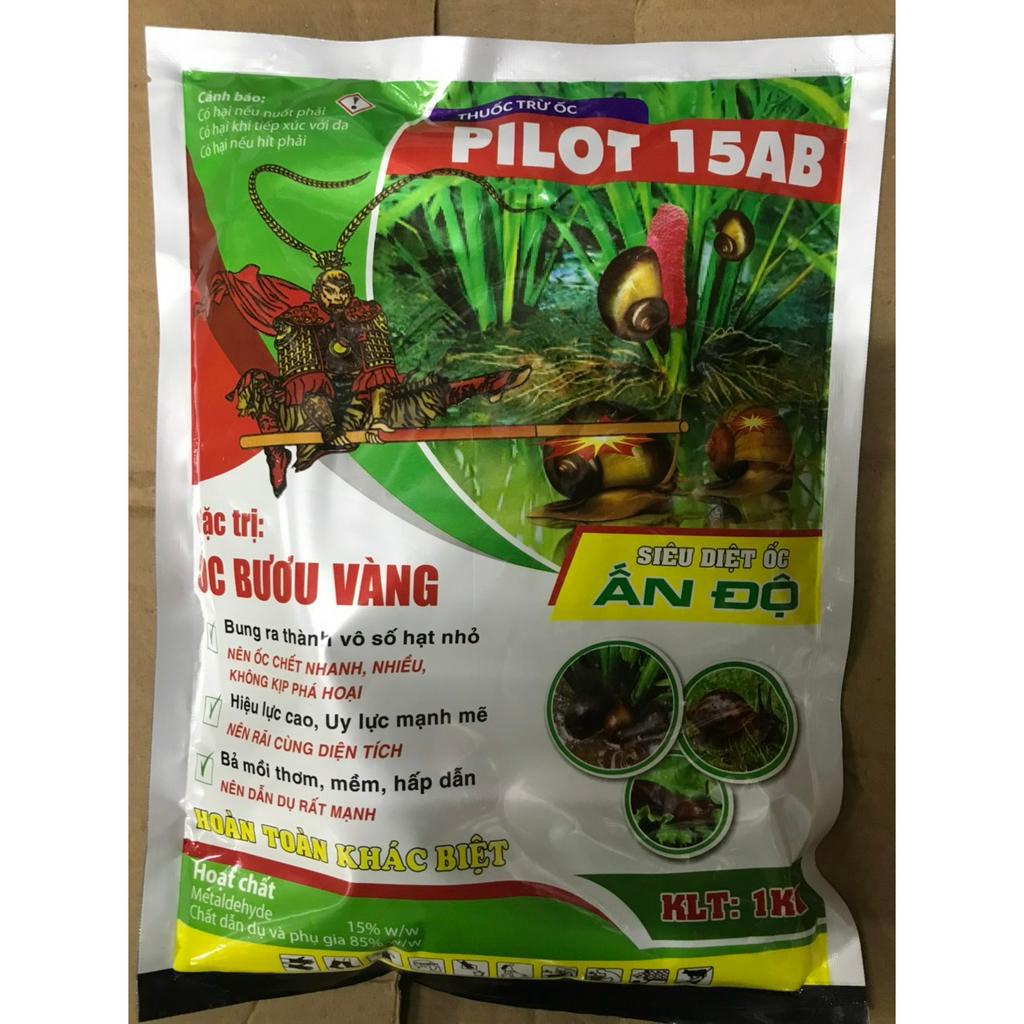 Cảnh báo:
Có hại nếu nuốt phải
Có hại khi tiếp xúc với da
Có hại nếu hít phải
THUỐC TRỪ ỐC
PILOT 15AB
SIÊU DIỆT ỐC
ẤN ĐỘ
ặc trị:
ỐC BƯƠU VÀNG
Bung ra thành vô số hạt nhỏ
NÊN ỐC CHẾT NHANH, NHIỀU,
KHÔNG KỊP PHÁ HOẠI
Hiệu lực cao, Uy lực mạnh mẽ
NÊN RÃI CÙNG DIỆN TÍCH
Bả mồi thơm, mềm, hấp dẫn
NÊN DẪN DỤ RẤT MẠNH
HOÀN TOÀN KHÁC BIỆT
Hoạt chất
Metaldehyde 15% w/w
Chất dẫn dụ và phụ gia 85% w/w
KLT: 1K